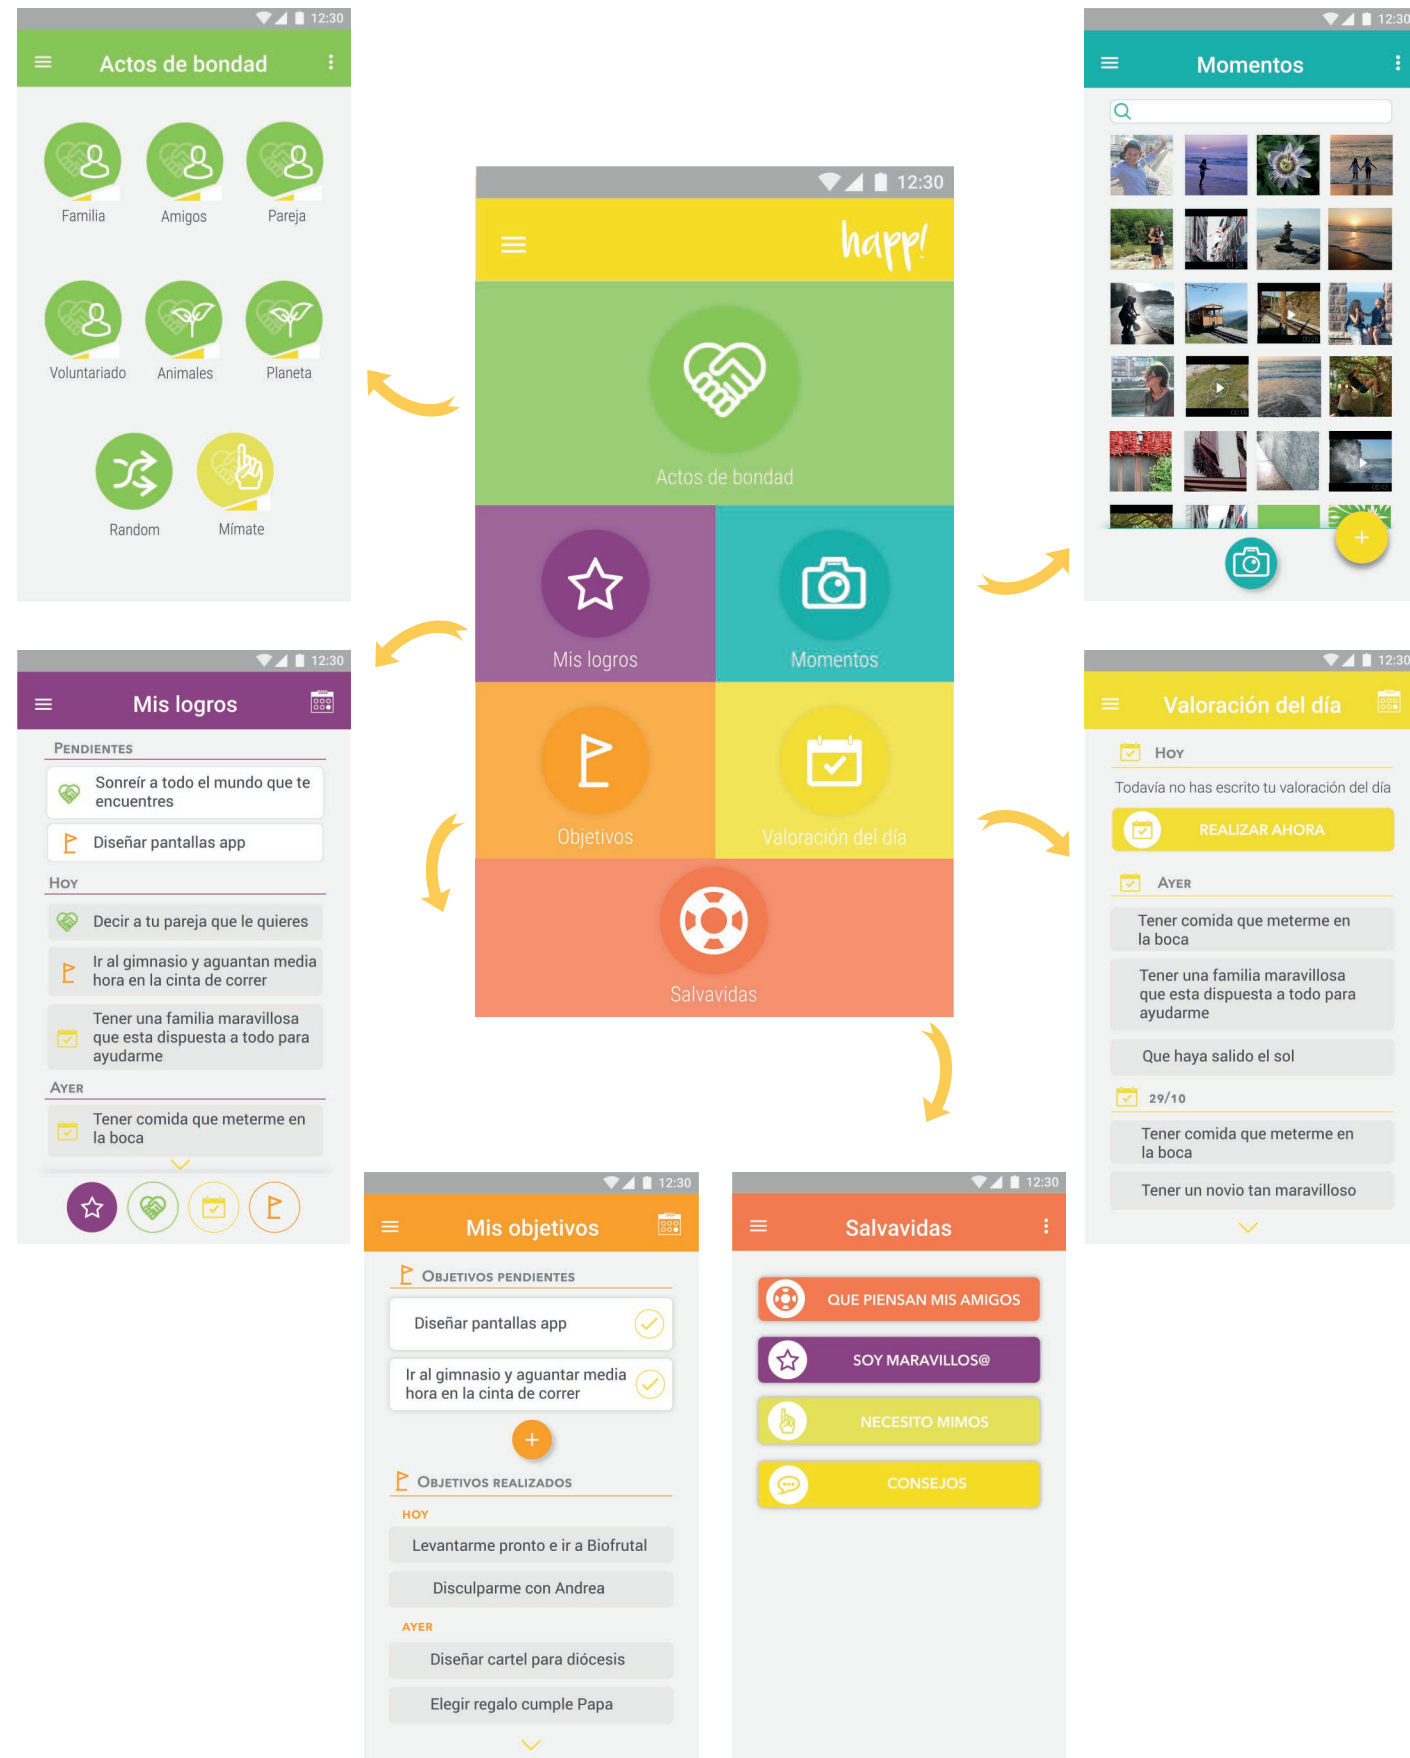 12:30
Actos de bondad
Familia
Amigos
Pareja
Voluntariado
Animales
Planeta
Random
Mímate
12:30
Momentos
12:30
happ!
Actos de bondad
Mis logros
Momentos
Objetivos
Valoración del día
Salvavidas
12:30
Mis logros
PENDIENTES
Sonreír a todo el mundo que te
encuentres
Diseñar pantallas app
HOY
Decir a tu pareja que le quieres
Ir al gimnasio y aguantan media
hora en la cinta de correr
Tener una familia maravillosa
que esta dispuesta a todo para
ayudarme
AYER
Tener comida que meterme en
la boca
12:30
Valoración del día
HOY
Todavía no has escrito tu valoración del día
REALIZAR AHORA
AYER
Tener comida que meterme en
la boca
Tener una familia maravillosa
que esta dispuesta a todo para
ayudarme
Que haya salido el sol
29/10
Tener comida que meterme en
la boca
Tener un novio tan maravilloso
12:30
Mis objetivos
OBJETIVOS PENDIENTES
Diseñar pantallas app
Ir al gimnasio y aguantar media
hora en la cinta de correr
OBJETIVOS REALIZADOS
HOY
Levantarme pronto e ir a Biofrutal
Disculparme con Andrea
AYER
Diseñar cartel para diócesis
Elegir regalo cumple Papa
12:30
Salvavidas
QUE PIENSAN MIS AMIGOS
SOY MARAVILLOS@
NECESITO MIMOS
CONSEJOS